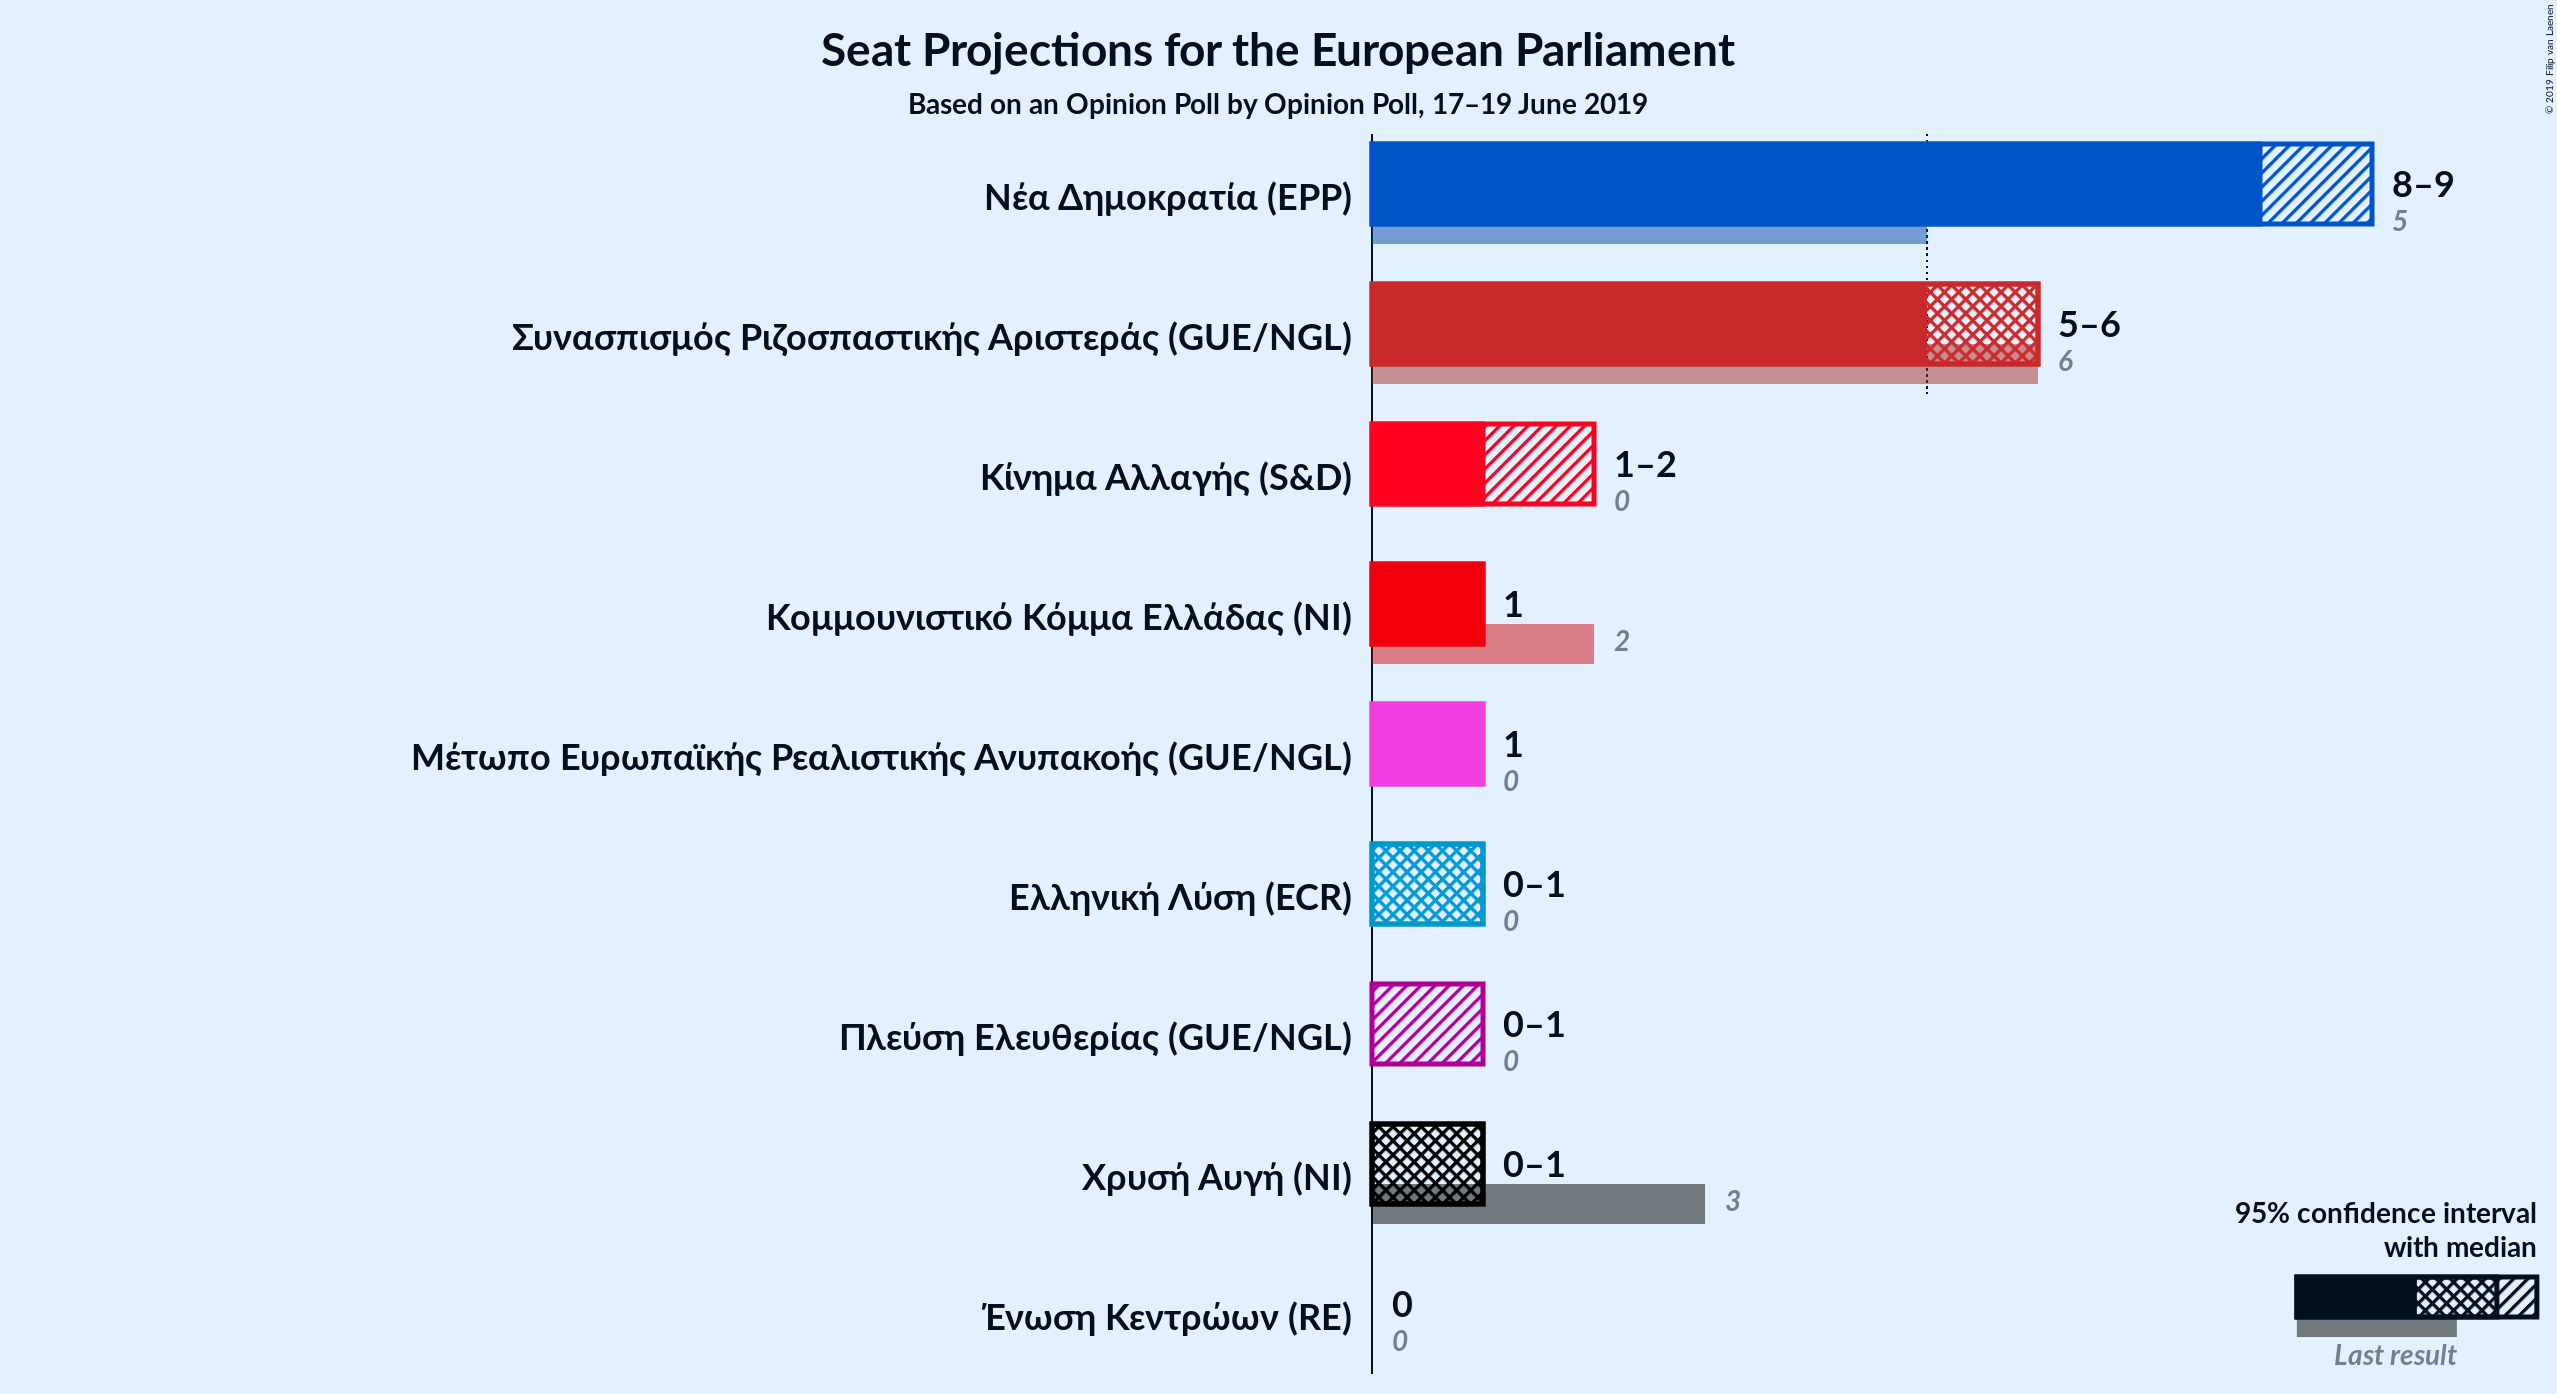 Seat Projections for the European Parliament
Based on an Opinion Poll by Opinion Poll, 17–19 June 2019
© 2019 Filip van Laenen
Νέα Δημοκρατία (EPP)
8–9
5
Συνασπισμός Ριζοσπαστικής Αριστεράς (GUE/NGL)
5–6
6
Κίνημα Αλλαγής (S&D)
1–2
0
Κομμουνιστικό Κόμμα Ελλάδας (NI)
1
2
Μέτωπο Ευρωπαϊκής Ρεαλιστικής Ανυπακοής (GUE/NGL)
1
0
Ελληνική Λύση (ECR)
0–1
0
Πλεύση Ελευθερίας (GUE/NGL)
0–1
0
Χρυσή Αυγή (NI)
0–1
3
Ένωση Κεντρώων (RE)
0
0
95% confidence interval
with median
Last result